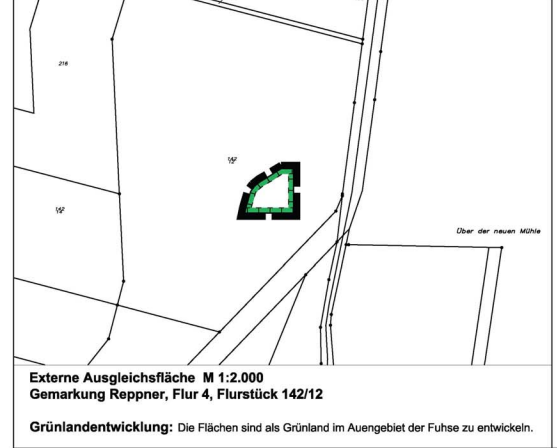 216
142
12
142
Über der neuen Mühle
Externe Ausgleichsfläche M 1:2.000
Gemarkung Reppner, Flur 4, Flurstück 142/12
Grünlandentwicklung: Die Flächen sind als Grünland im Auengebiet der Fuhse zu entwickeln.